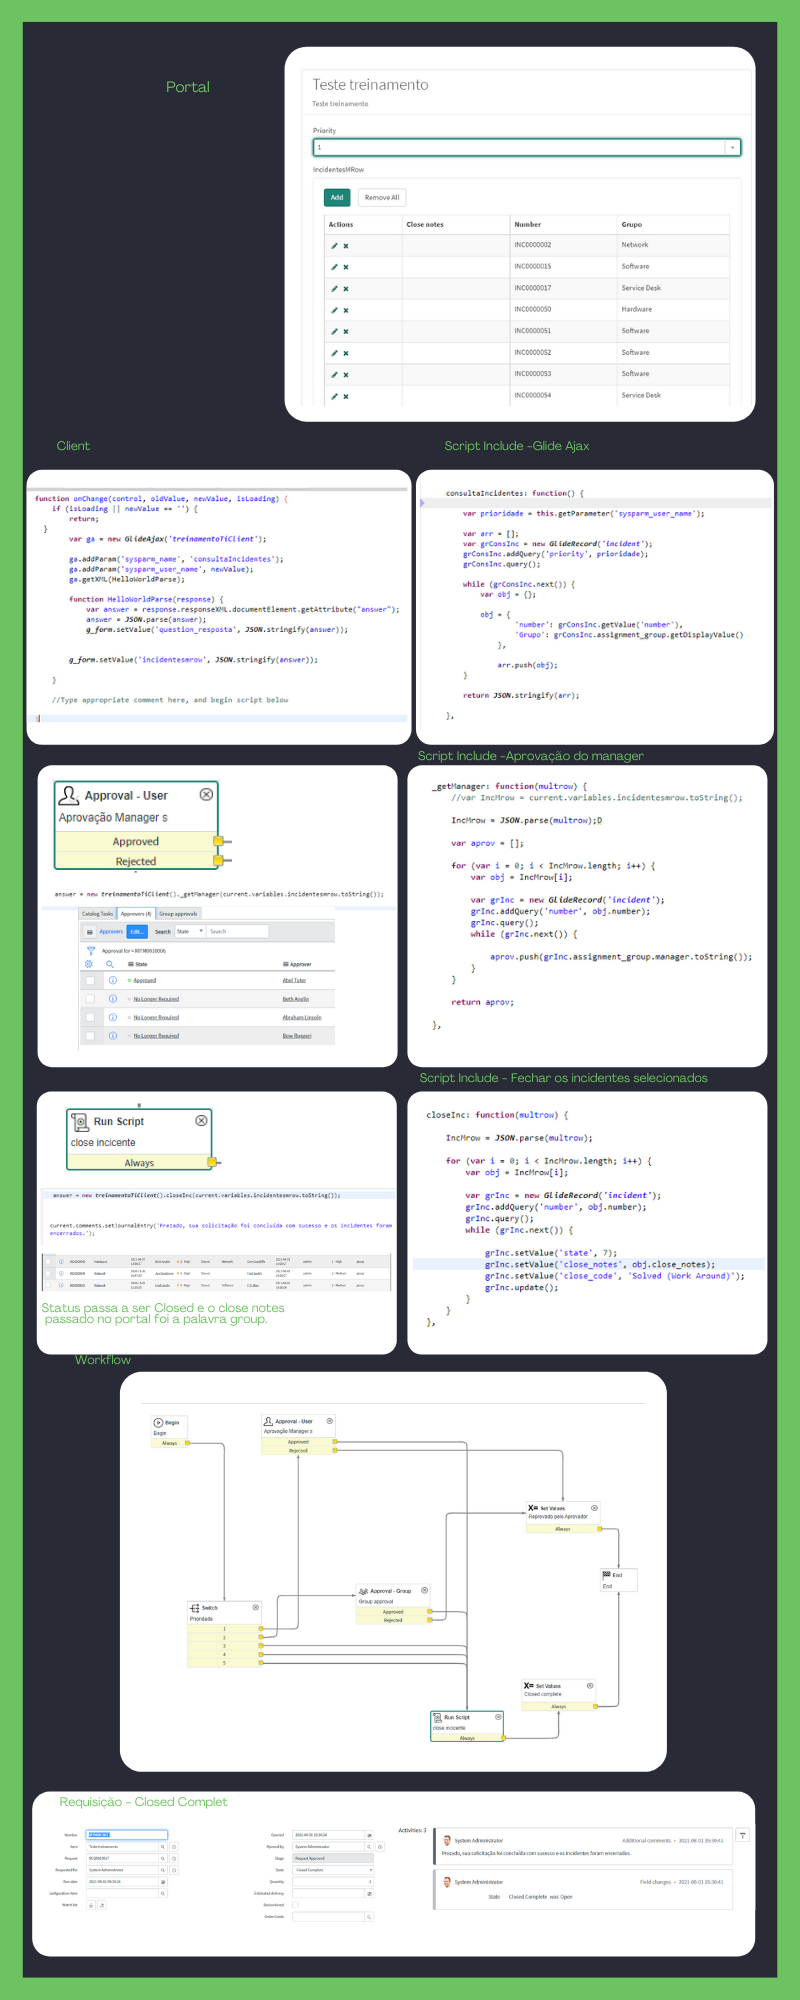 Portal
Teste treinamento
Teste treinamento
Priority
1
IncidentesMRow
Add Remove All
Actions Close notes Number Grupo
INC0000002 Network
INC0000015 Software
INC0000017 Service Desk
INC0000050 Hardware
INC0000051 Software
INC0000052 Software
INC0000053 Software
INC0000054 Service Desk
Client
function onChange(control, oldValue, newValue, isLoading) {
if (isLoading || newValue == '') {
return;
}
var ga = new GlideAjax('treinamentoTiClient');
ga.addParam('sysparm_name', 'consultaIncidentes');
ga.addParam('sysparm_user_name', newValue);
ga.getXML(HelloWorldParse);
function HelloWorldParse(response) {
var answer = response.responseXML.documentElement.getAttribute("answer");
answer = JSON.parse(answer);
g_form.setValue('question_resposta', JSON.stringify(answer));
g_form.setValue('incidentesmrow', JSON.stringify(answer));
}
//Type appropriate comment here, and begin script below
}
Script Include -Glide Ajax
consultaIncidentes: function() {
var prioridade = this.getParameter('sysparm_user_name');
var arr = [];
var grConsInc = new GlideRecord('incident');
grConsInc.addQuery('priority', prioridade);
grConsInc.query();
while (grConsInc.next()) {
var obj = {};
obj = {
'number': grConsInc.getValue('number'),
'Grupo': grConsInc.assignment_group.getDisplayValue()
};
arr.push(obj);
}
return JSON.stringify(arr);
},
Approval - User
Aprovação Manager s
Approved
Rejected
answer = new treinamentoTiClient()._getManager(current.variables.incidentesmrow.toString());
Catalog Tasks Approvers (4) Group approvals
Approvers Edit... Search State Search
Approval for = RITM0010006
State Approver
Approved Abel Tuter
No Longer Required Beth Anglin
No Longer Required Abraham Lincoln
No Longer Required Bow Ruggeri
Script Include -Aprovação do manager
_getManager: function(multrow) {
//var IncMrow = current.variables.incidentesmrow.toString();
IncMrow = JSON.parse(multrow);D
var aprov = [];
for (var i = 0; i < IncMrow.length; i++) {
var obj = IncMrow[i];
var grInc = new GlideRecord('incident');
grInc.addQuery('number', obj.number);
grInc.query();
while (grInc.next()) {
aprov.push(grInc.assignment_group.manager.toString());
}
}
return aprov;
},
Run Script
close incicente
Always
answer = new treinamentoTiClient().closeInc(current.variables.incidentesmrow.toString());
current.comments.setJournalEntry('Prezado, sua solicitação foi concluída com sucesso e os incidentes foram
encerrados.');
Status passa a ser Closed e o close notes
passado no portal foi a palavra group.
Script Include - Fechar os incidentes selecionados
closeInc: function(multrow) {
IncMrow = JSON.parse(multrow);
for (var i = 0; i < IncMrow.length; i++) {
var obj = IncMrow[i];
var grInc = new GlideRecord('incident');
grInc.addQuery('number', obj.number);
grInc.query();
while (grInc.next()) {
grInc.setValue('state', 7);
grInc.setValue('close_notes', obj.close_notes);
grInc.setValue('close_code', 'Solved (Work Around)');
grInc.update();
}
}
},
Workflow
Begin
Begin
Always
Approval - User
Aprovação Manager s
Approved
Rejected
Set Values
Reprovado pelo Aprovador
Always
End
End
Approval - Group
Group approval
Approved
Rejected
Switch
Prioridade
1
2
3
4
5
Set Values
Closed complete
Always
Run Script
close incicente
Always
Requisição - Closed Complet
Number
Item Teste treinamento
Request
Requested for System Administrator
Due date
Configuration item
Watch list
Opened 2021-08-01 19:39:24
Opened by System Administrator
Stage Request Approved
State Closed Complete
Quantity 1
Estimated delivery
Backordered
Order Guide
Activities: 3
System Administrator Additional comments • 2021-08-01 19:39:41
Prezado, sua solicitação foi concluída com sucesso e os incidentes foram encerrados.
System Administrator Field changes • 2021-08-01 19:39:41
State Closed Complete was Open